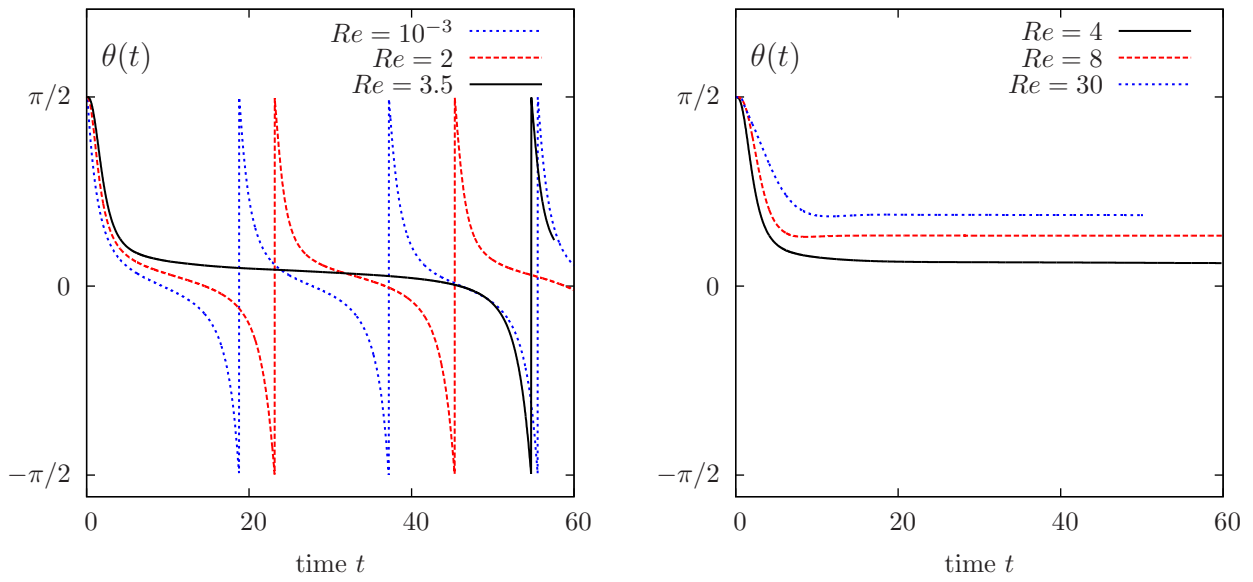 θ(t)
Re = 10⁻³
Re = 2
Re = 3.5
π/2
0
−π/2
0 20 40 60
time t
θ(t)
Re = 4
Re = 8
Re = 30
π/2
0
−π/2
0 20 40 60
time t